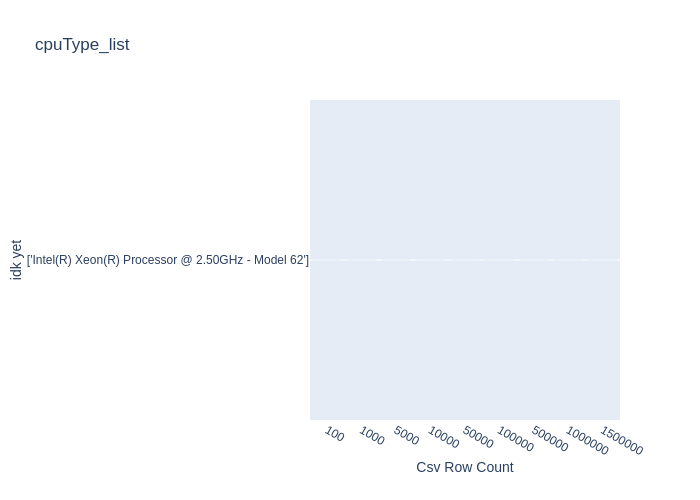 cpuType_list
idk yet
['Intel(R) Xeon(R) Processor @ 2.50GHz - Model 62']
100
1000
5000
10000
50000
100000
500000
1000000
1500000
Csv Row Count